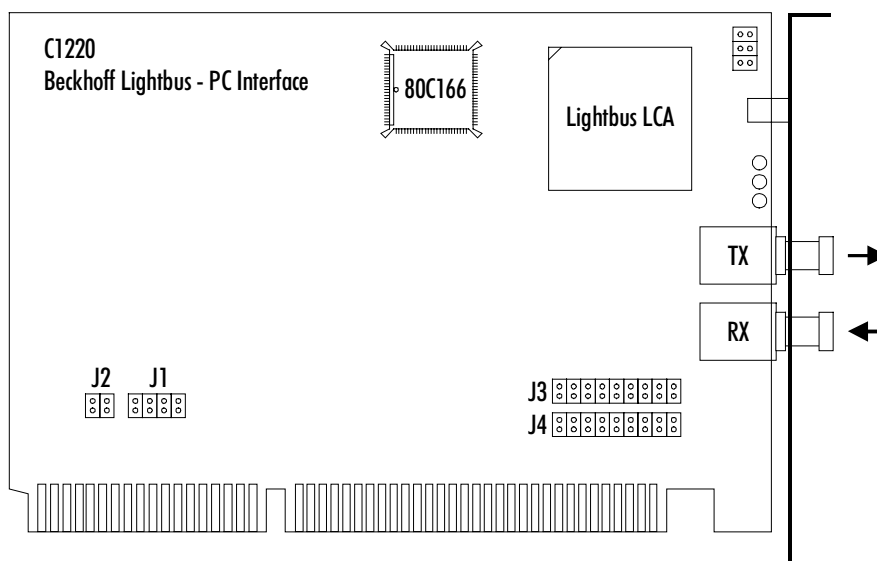 C1220
Beckhoff Lightbus - PC Interface
80C166
Lightbus LCA
TX
RX
J2 J1
J3
J4